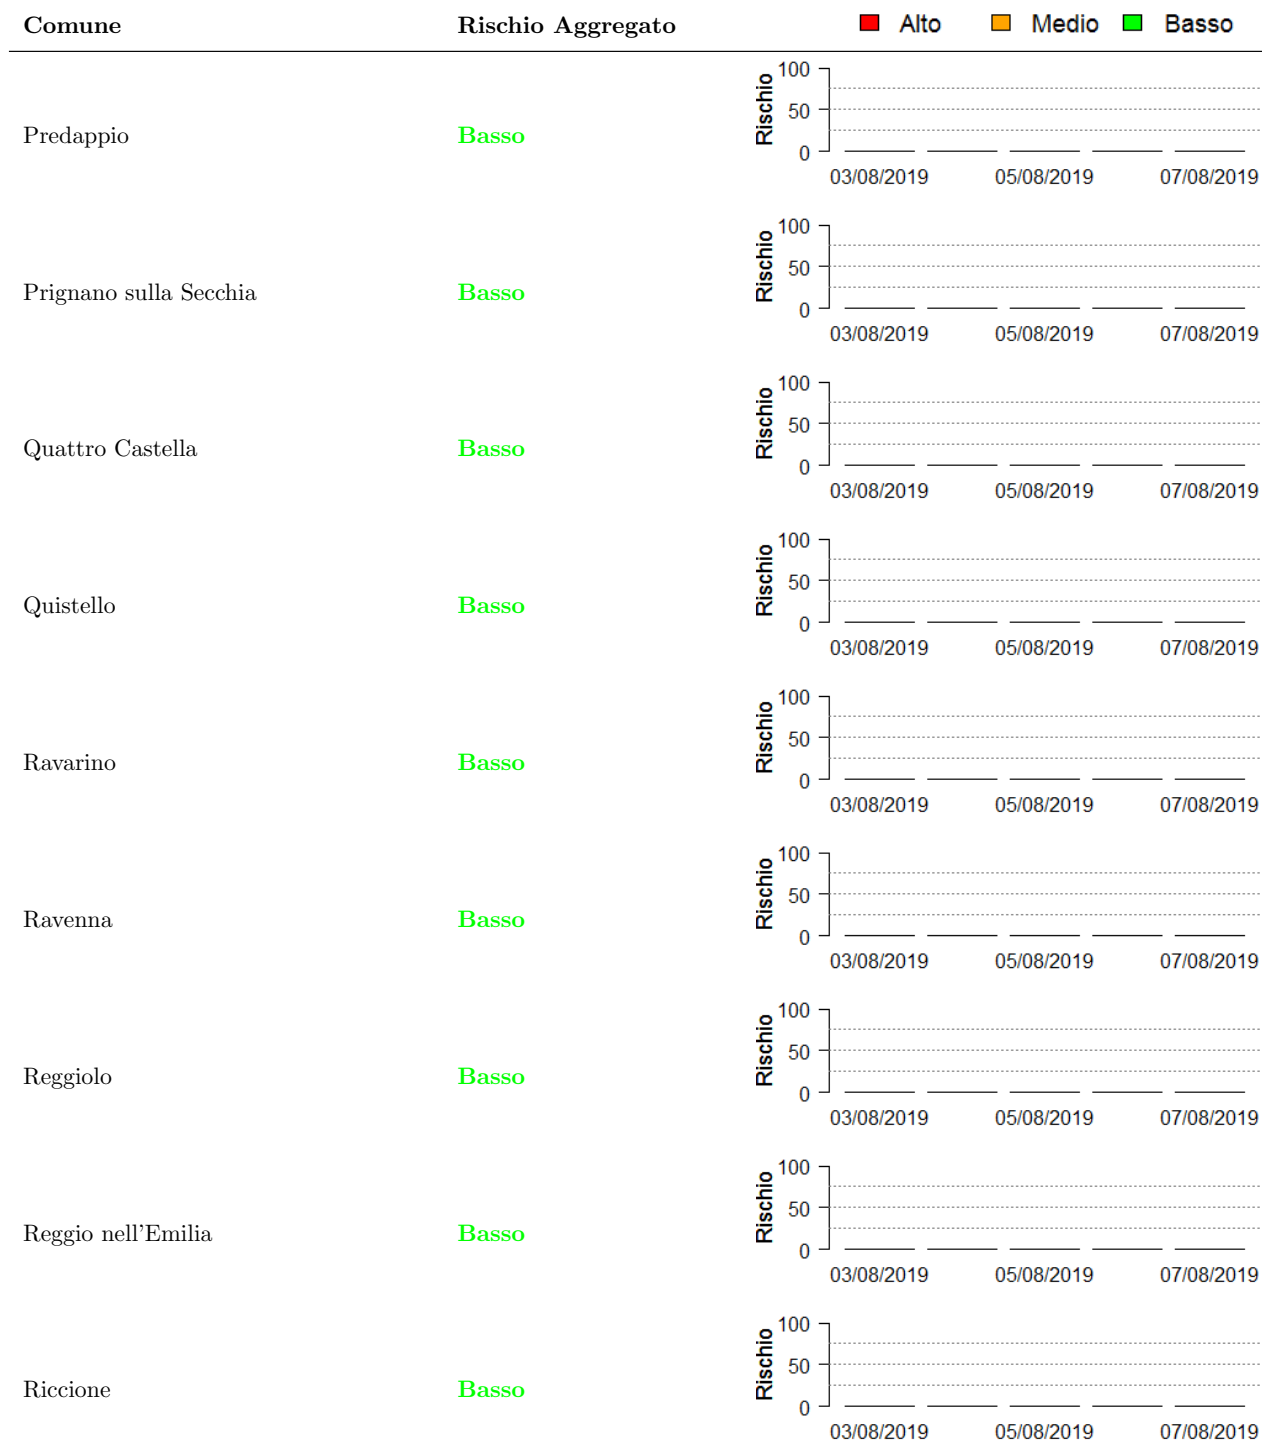 Comune Rischio Aggregato Alto Medio Basso
Predappio Basso
Rischio
100
50
0
03/08/2019 05/08/2019 07/08/2019
Prignano sulla Secchia Basso
Rischio
100
50
0
03/08/2019 05/08/2019 07/08/2019
Quattro Castella Basso
Rischio
100
50
0
03/08/2019 05/08/2019 07/08/2019
Quistello Basso
Rischio
100
50
0
03/08/2019 05/08/2019 07/08/2019
Ravarino Basso
Rischio
100
50
0
03/08/2019 05/08/2019 07/08/2019
Ravenna Basso
Rischio
100
50
0
03/08/2019 05/08/2019 07/08/2019
Reggiolo Basso
Rischio
100
50
0
03/08/2019 05/08/2019 07/08/2019
Reggio nell'Emilia Basso
Rischio
100
50
0
03/08/2019 05/08/2019 07/08/2019
Riccione Basso
Rischio
100
50
0
03/08/2019 05/08/2019 07/08/2019